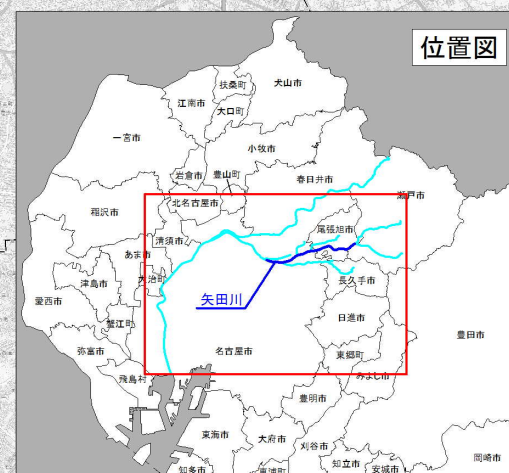 位置図
犬山市
扶桑町
江南市
大口町
一宮市
小牧市
岩倉市
豊山町
春日井市
瀬戸市
稲沢市
北名古屋市
清須市
尾張旭市
あま市
津島市
大治町
長久手市
愛西市
矢田川
蟹江町
日進市
豊田市
弥富市
名古屋市
東郷町
飛島村
みよし市
豊明市
東海市
大府市
刈谷市
岡崎市
知多市
東浦町
知立市
安城市